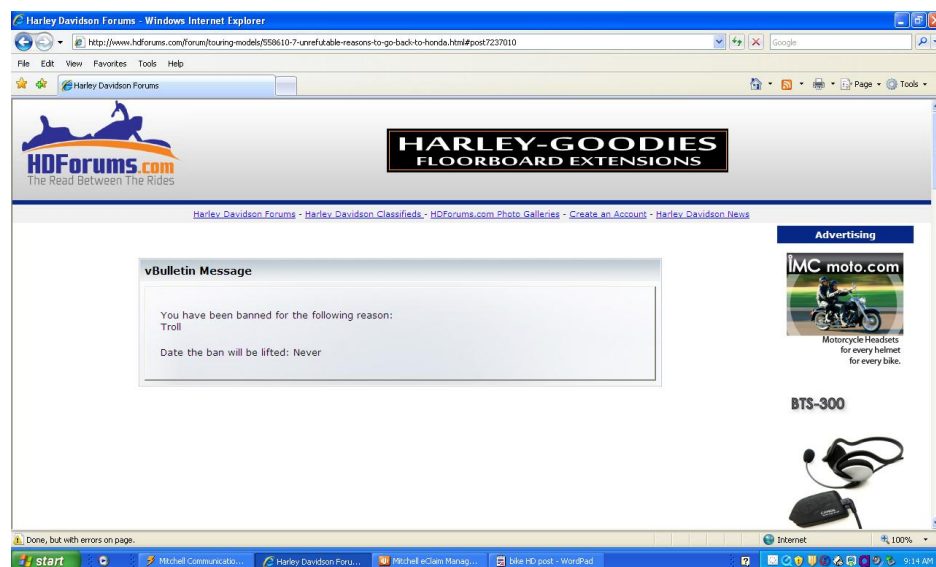 Harley Davidson Forums - Windows Internet Explorer
http://www.hdforums.com/forum/touring-models/558610-7-unrefutable-reasons-to-go-back-to-honda.html#post7237010
Google
File Edit View Favorites Tools Help
Harley Davidson Forums
Page Tools
HDForums.com
The Read Between The Rides
HARLEY-GOODIES
FLOORBOARD EXTENSIONS
Harley Davidson Forums - Harley Davidson Classifieds - HDForums.com Photo Galleries - Create an Account - Harley Davidson News
Advertising
IMC moto.com
Motorcycle Headsets
for every helmet
for every bike.
BTS-300
vBulletin Message
You have been banned for the following reason:
Troll
Date the ban will be lifted: Never
Done, but with errors on page.
Internet
100%
start
Mitchell Communicatio...
Harley Davidson Foru...
Mitchell eClaim Manag...
bike HD post - WordPad
9:14 AM